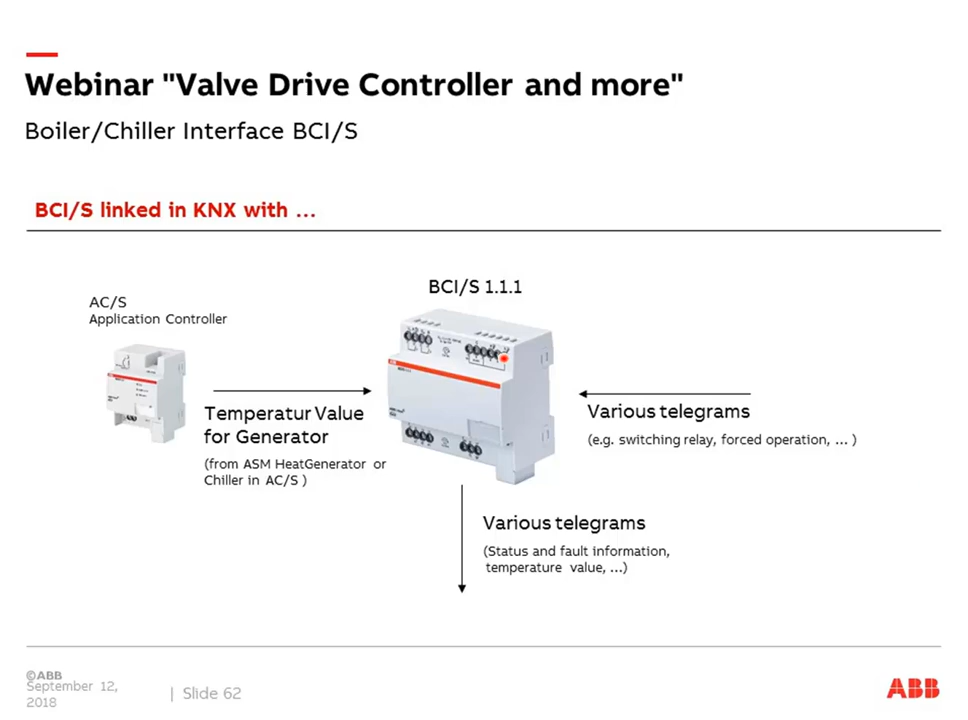 Webinar "Valve Drive Controller and more"
Boiler/Chiller Interface BCI/S
BCI/S linked in KNX with ...
BCI/S 1.1.1
AC/S
Application Controller
Temperatur Value
for Generator
(from ASM HeatGenerator or
Chiller in AC/S )
Various telegrams
(e.g. switching relay, forced operation, ... )
Various telegrams
(Status and fault information,
temperature value, ...)
©ABB
September 12,
2018
| Slide 62
ABB